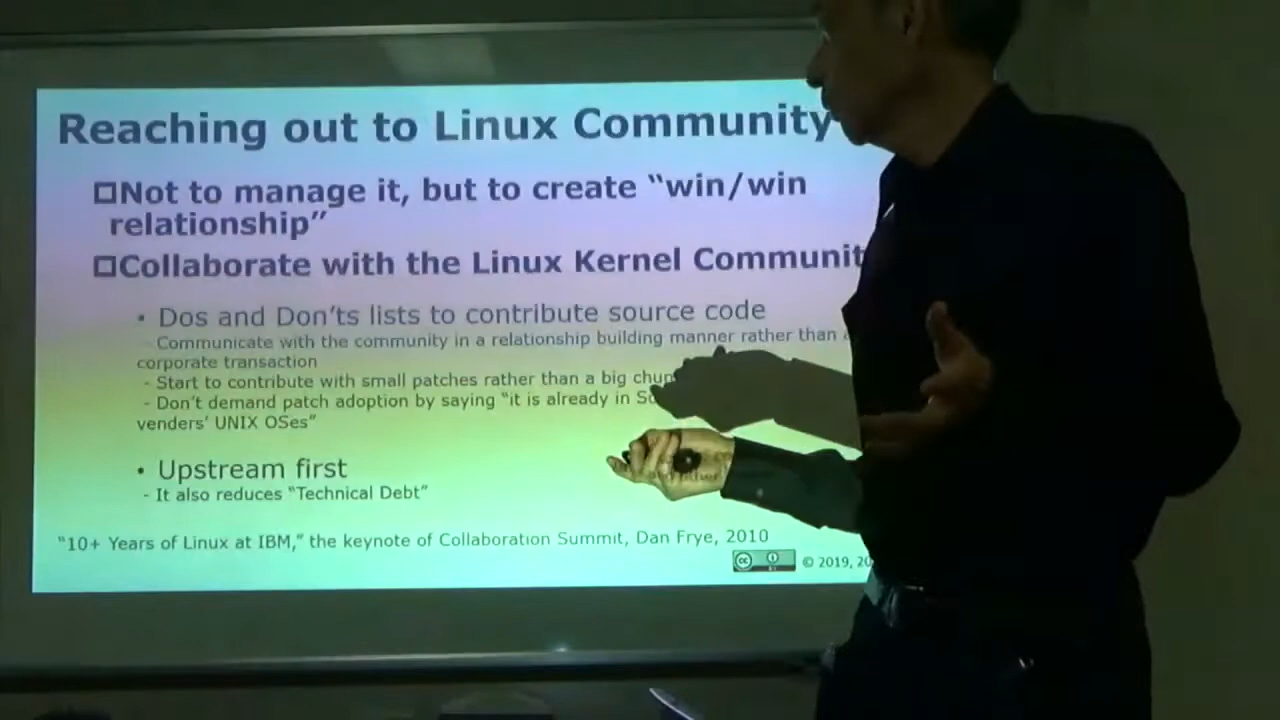 Reaching out to Linux Community
Not to manage it, but to create “win/win
relationship”
Collaborate with the Linux Kernel Communit
• Dos and Don’ts lists to contribute source code
- Communicate with the community in a relationship building manner rather than
corporate transaction
- Start to contribute with small patches rather than a big
- Don’t demand patch adoption by saying “it is already in
venders’ UNIX OSes”
• Upstream first
- It also reduces “Technical Debt”
“10+ Years of Linux at IBM,” the keynote of Collaboration Summit, Dan Frye, 2010
cc © 2019,